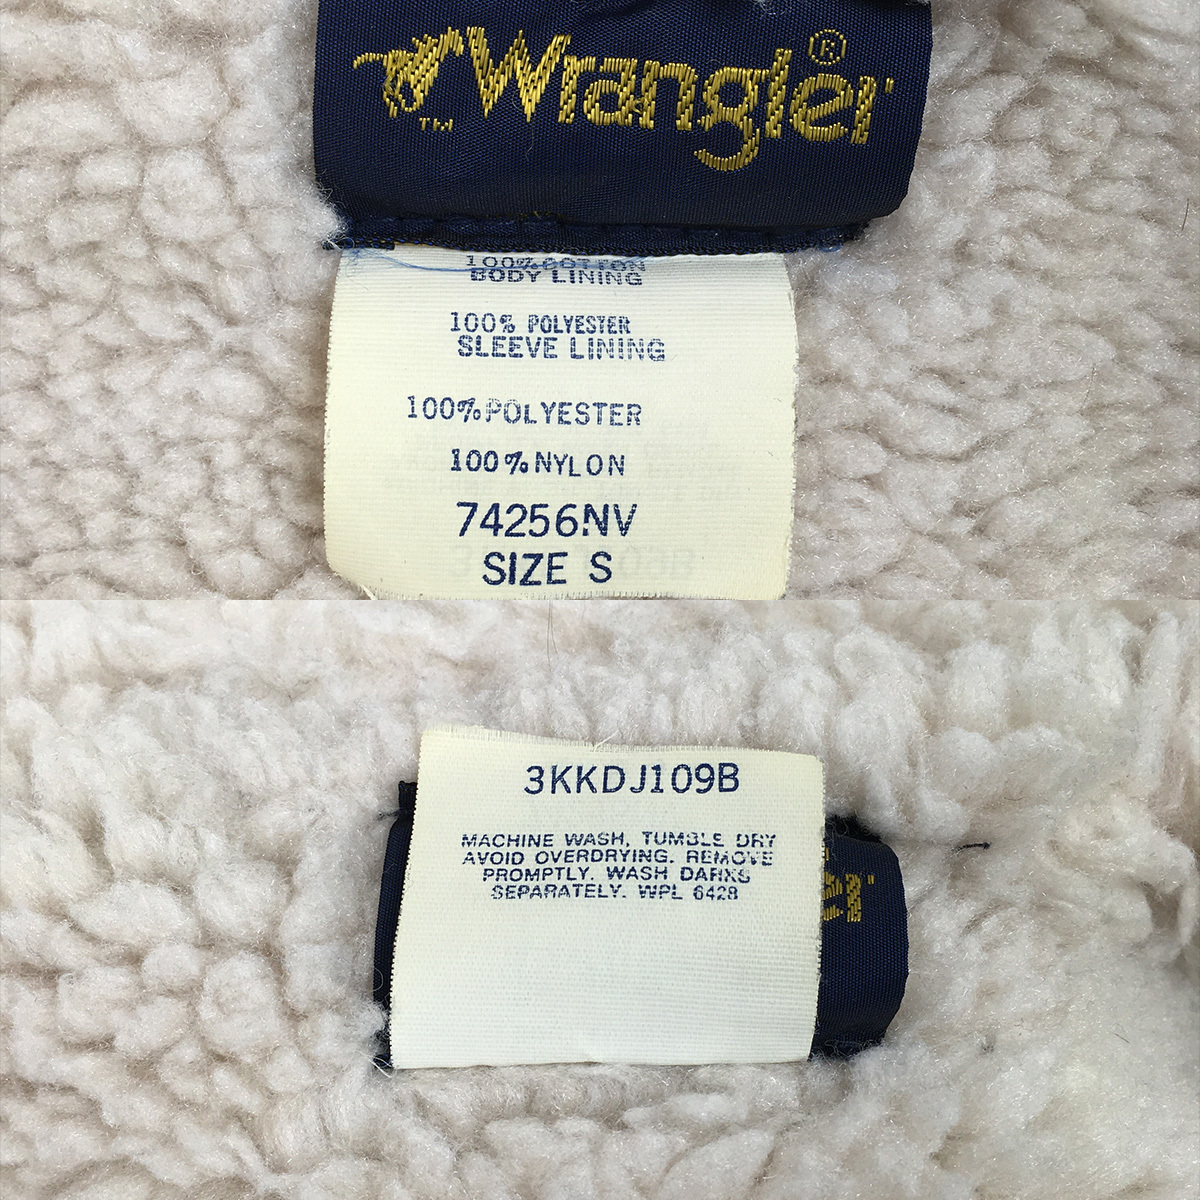 Wrangler®
™
100% COTTON
BODY LINING
100% POLYESTER
SLEEVE LINING
100% POLYESTER
100% NYLON
74256NV
SIZE S
3KKDJ109B
MACHINE WASH, TUMBLE DRY
AVOID OVERDRYING. REMOVE
PROMPTLY. WASH DARKS
SEPARATELY. WPL 6428
er